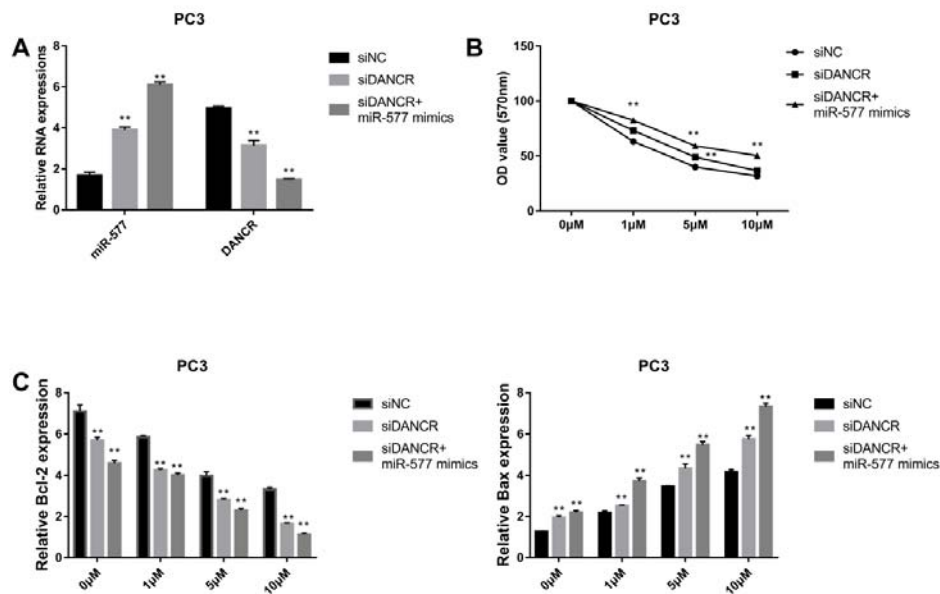 A
PC3
Relative RNA expressions
8
6
4
2
0
** ** ** **
miR-577
DANCR
siNC
siDANCR
siDANCR+
miR-577 mimics
B
PC3
OD value (570nm)
150
100
50
0
** ** ** **
0μM 1μM 5μM 10μM
siNC
siDANCR
siDANCR+
miR-577 mimics
C
PC3
Relative Bcl-2 expression
8
6
4
2
0
** ** ** ** ** ** ** **
0μM 1μM 5μM 10μM
siNC
siDANCR
siDANCR+
miR-577 mimics
PC3
Relative Bax expression
8
6
4
2
0
** ** ** ** ** ** ** **
0μM 1μM 5μM 10μM
siNC
siDANCR
siDANCR+
miR-577 mimics